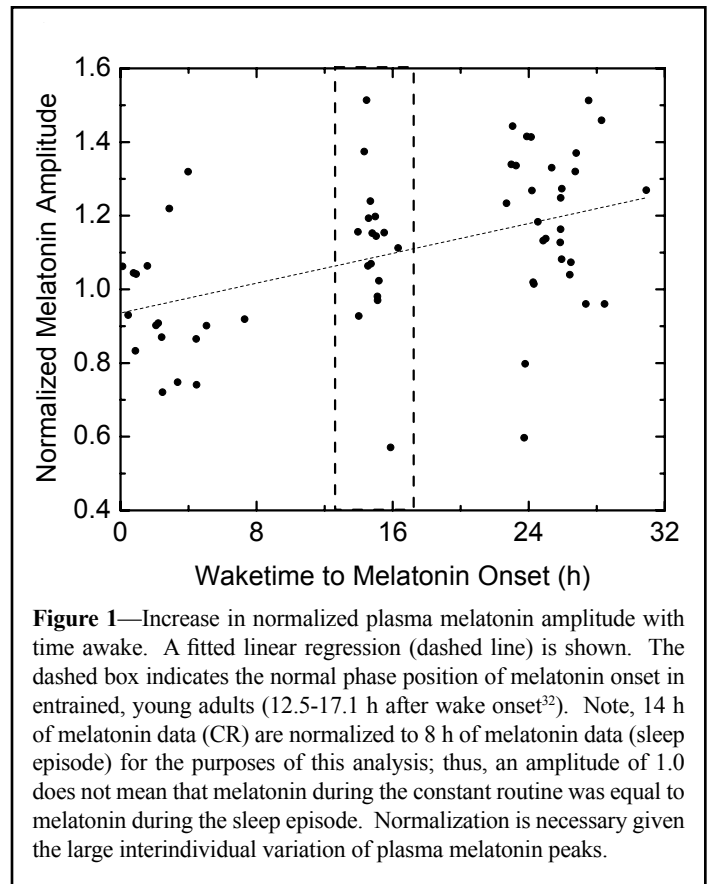 1.6
1.4
1.2
1.0
0.8
0.6
0.4
Normalized Melatonin Amplitude
0 8 16 24 32
Waketime to Melatonin Onset (h)
Figure 1—Increase in normalized plasma melatonin amplitude with
time awake. A fitted linear regression (dashed line) is shown. The
dashed box indicates the normal phase position of melatonin onset in
entrained, young adults (12.5-17.1 h after wake onset32). Note, 14 h
of melatonin data (CR) are normalized to 8 h of melatonin data (sleep
episode) for the purposes of this analysis; thus, an amplitude of 1.0
does not mean that melatonin during the constant routine was equal to
melatonin during the sleep episode. Normalization is necessary given
the large interindividual variation of plasma melatonin peaks.